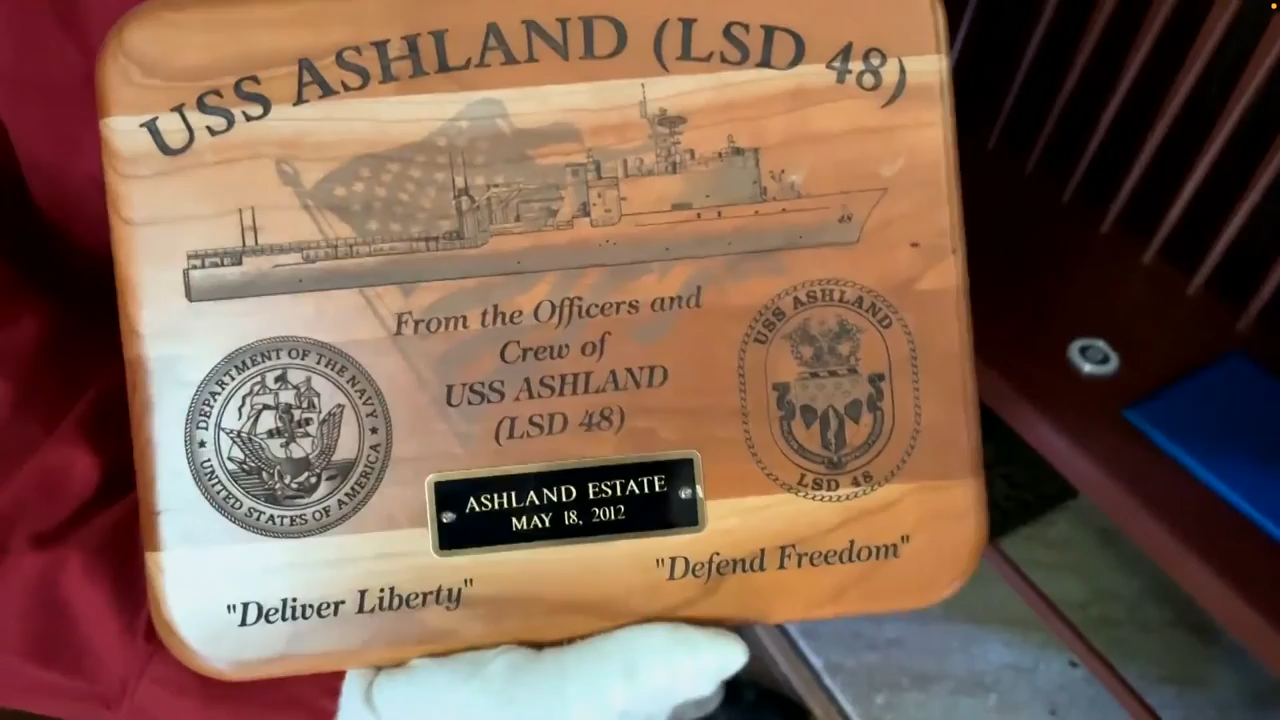 USS ASHLAND (LSD 48)
48
From the Officers and
Crew of
USS ASHLAND
(LSD 48)
DEPARTMENT OF THE NAVY
UNITED STATES OF AMERICA
USS ASHLAND
LSD 48
ASHLAND ESTATE
MAY 18, 2012
"Deliver Liberty"
"Defend Freedom"